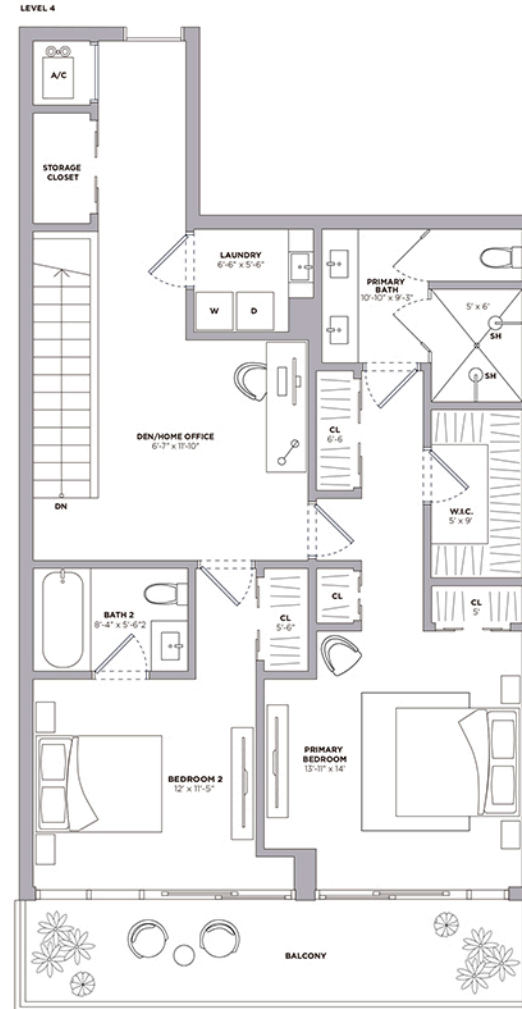 LEVEL 4
A/C
STORAGE
CLOSET
LAUNDRY
6'-6" x 5'-6"
W
D
PRIMARY
BATH
10'-10" x 9'-3"
5' x 6'
SH
SH
CL
6'-6
DEN/HOME OFFICE
6'-7" x 11'-10"
W.I.C.
5' x 9'
DN
BATH 2
8'-4" x 5'-6"2
CL
5'-6"
CL
CL
5'
PRIMARY
BEDROOM
13'-11" x 14'
BEDROOM 2
12' x 11'-5"
BALCONY